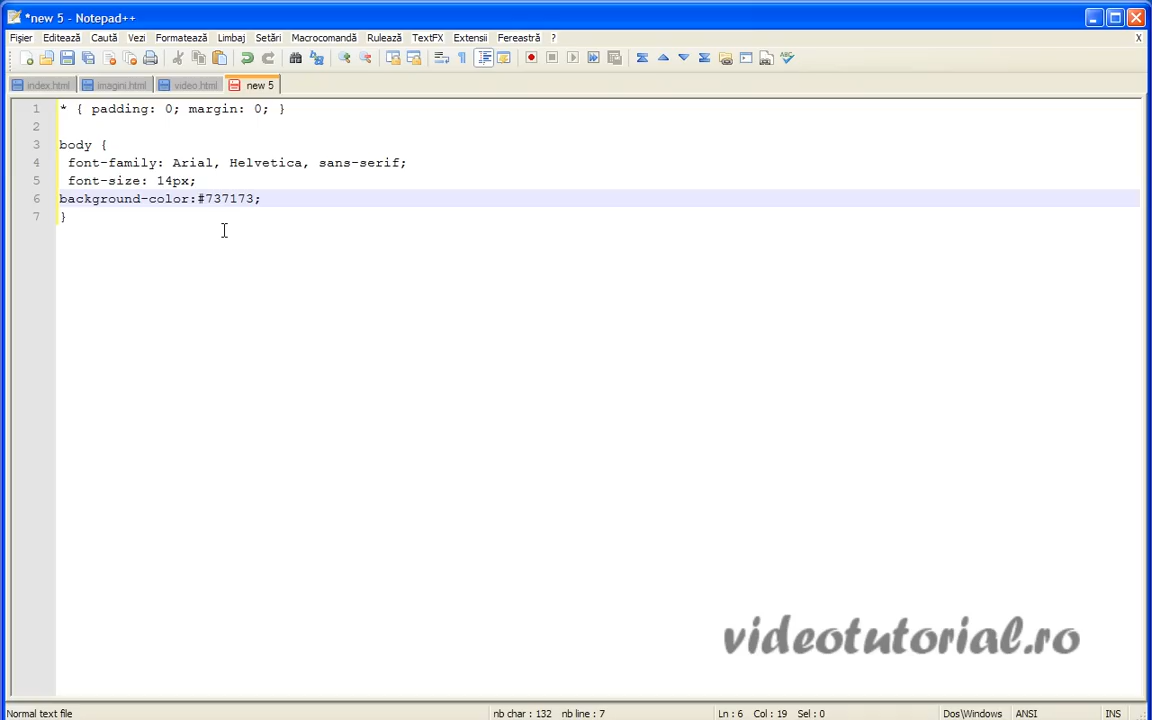 *new 5 - Notepad++
Fișier Editează Caută Vezi Formatează Limbaj Setări Macrocomandă Rulează TextFX Extensii Fereastră ? X
index.html imagini.html video.html new 5
1 * { padding: 0; margin: 0; }
2
3 body {
4 font-family: Arial, Helvetica, sans-serif;
5 font-size: 14px;
6 background-color:#737173;
7 }
videotutorial.ro
Normal text file nb char : 132 nb line : 7 Ln : 6 Col : 19 Sel : 0 Dos\Windows ANSI INS